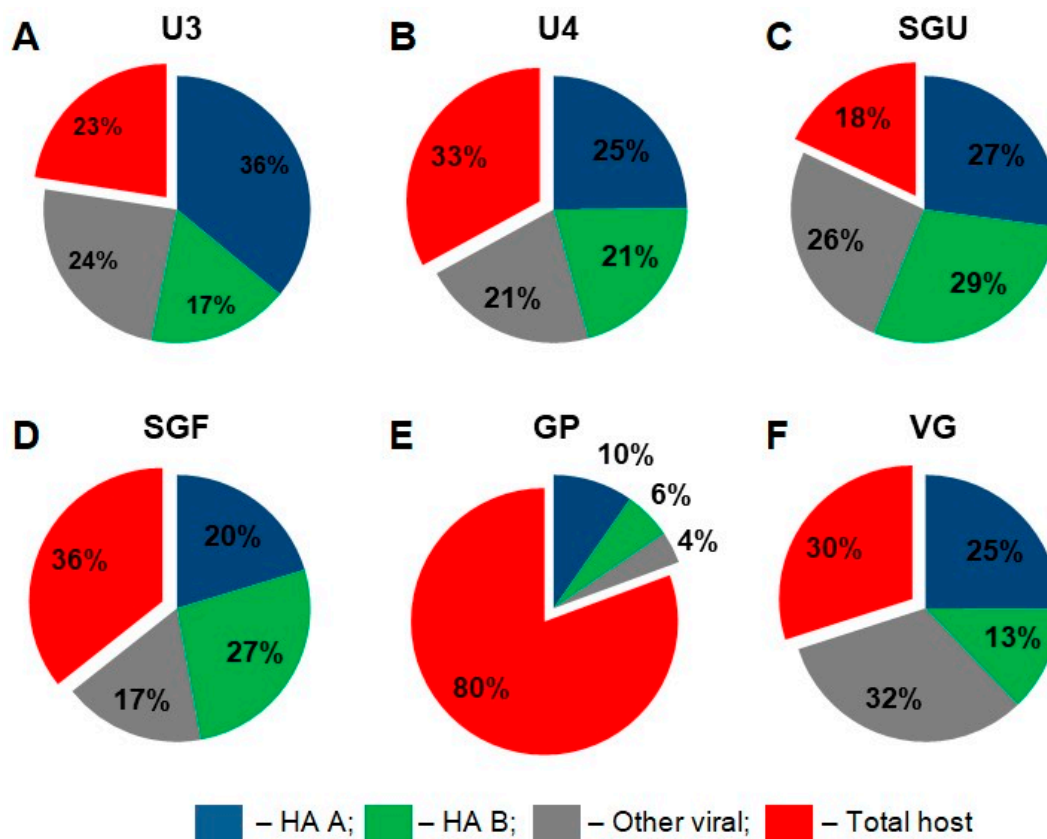 A
U3
23%
36%
24%
17%
B
U4
33%
25%
21%
21%
C
SGU
18%
27%
26%
29%
D
SGF
36%
20%
27%
17%
E
GP
10%
6%
4%
80%
F
VG
30%
25%
13%
32%
– HA A; – HA B; – Other viral; – Total host